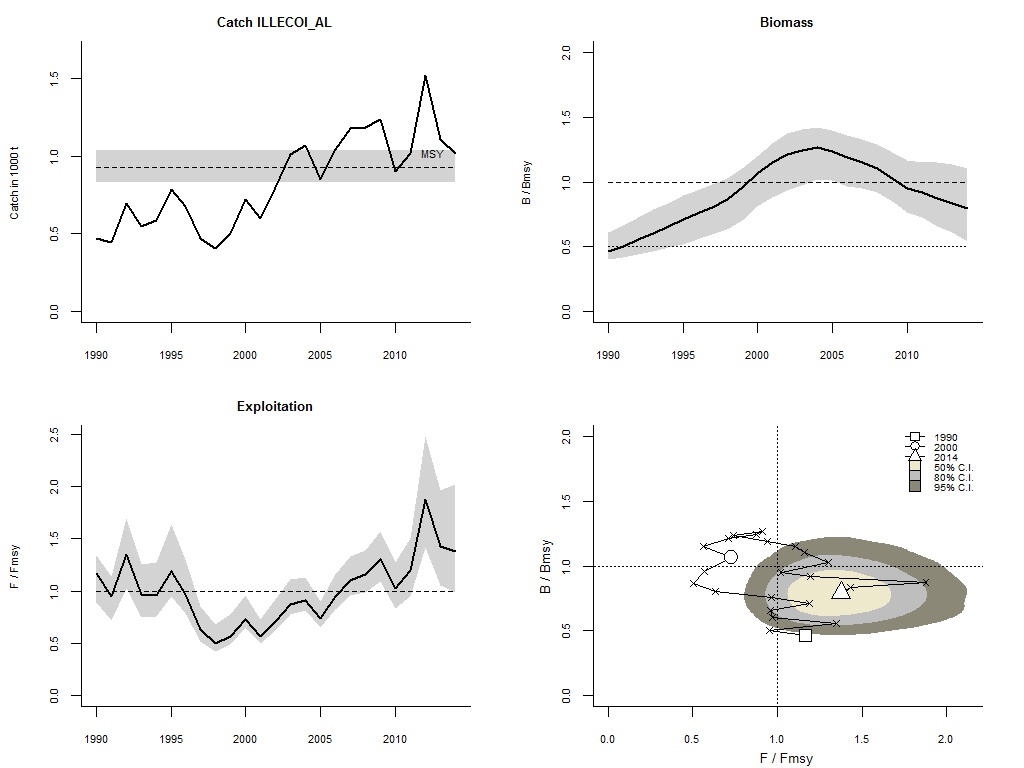 Catch ILLECOI_AL
Catch in 1000 t
0.0 0.5 1.0 1.5
MSY
1990 1995 2000 2005 2010
Biomass
B / Bmsy
0.0 0.5 1.0 1.5 2.0
1990 1995 2000 2005 2010
Exploitation
F / Fmsy
0.0 0.5 1.0 1.5 2.0 2.5
1990 1995 2000 2005 2010
B / Bmsy
0.0 0.5 1.0 1.5 2.0
1990
2000
2014
50% C.I.
80% C.I.
95% C.I.
0.0 0.5 1.0 1.5 2.0
F / Fmsy